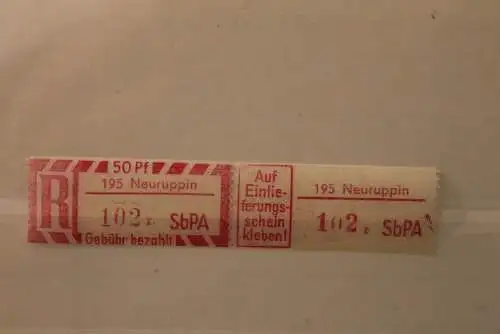 50 Pf
R
195 Neuruppin
102
SbPA
Gebühr bezahlt
Auf
Einlie-
ferungs-
schein
kleben!
195 Neuruppin
102
SbPA